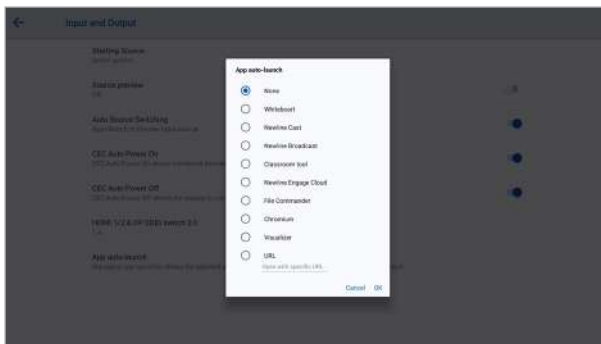 Input and Output
Starting Source
Source preview
Auto Source Switching
CEC Auto Power On
CEC Auto Power Off
HDMI 1/2 & DP (USB) switch 2.0
App auto-launch
App auto-launch
None
Whiteboard
Newline Cast
Newline Broadcast
Classroom tool
Newline Engage Cloud
File Commander
Chromium
Visualizer
URL
Open with specific URL
Cancel OK